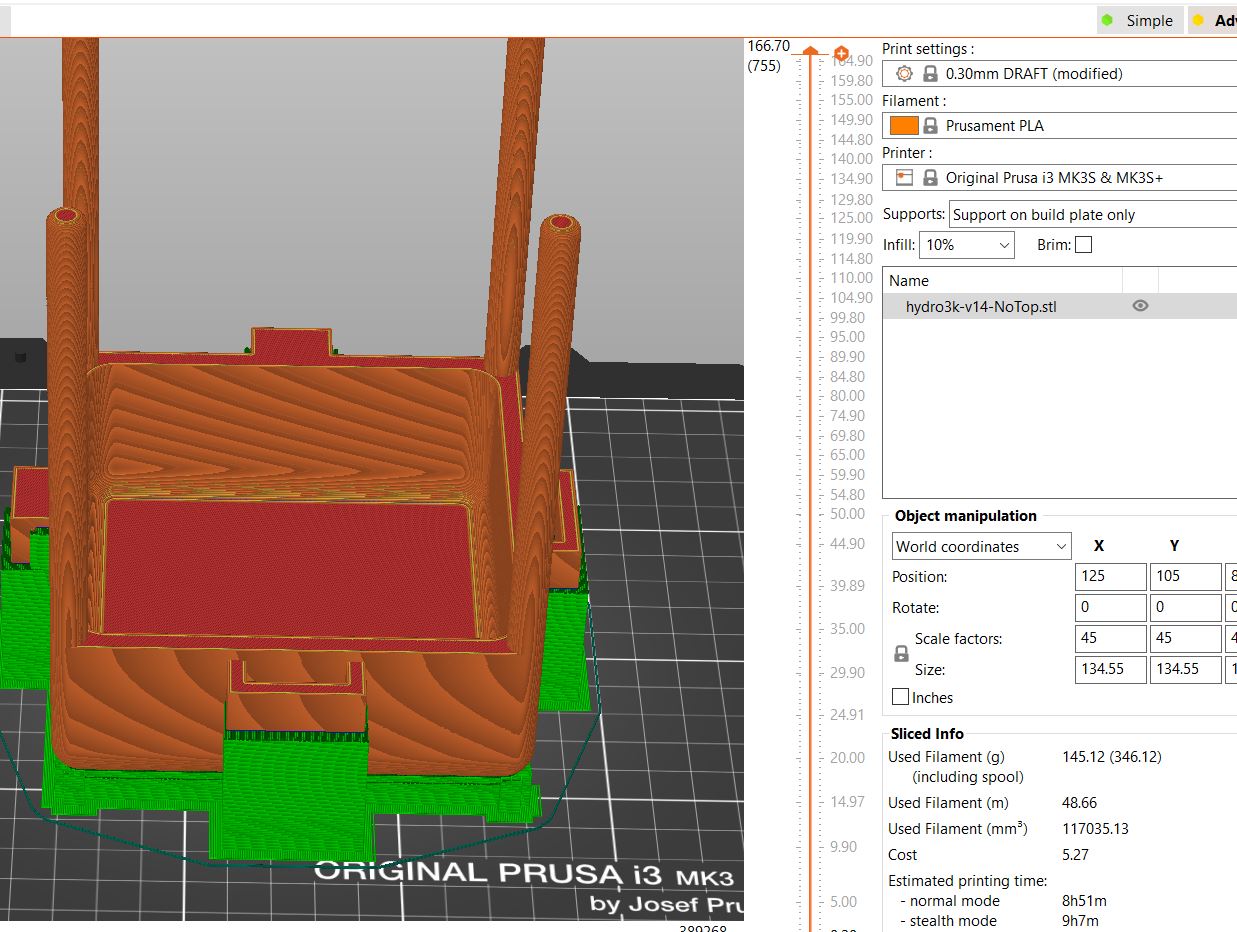 Simple
Adv
166.70
(755)
164.90
159.80
155.00
149.90
144.80
140.00
134.90
129.80
125.00
119.90
114.80
110.00
104.90
99.80
95.00
89.90
84.80
80.00
74.90
69.80
65.00
59.90
54.80
50.00
44.90
39.89
35.00
29.90
24.91
20.00
14.97
9.90
5.00
389268
Print settings :
0.30mm DRAFT (modified)
Filament :
Prusament PLA
Printer :
Original Prusa i3 MK3S & MK3S+
Supports: Support on build plate only
Infill: 10% Brim:
Name
hydro3k-v14-NoTop.stl
Object manipulation
World coordinates X Y
Position: 125 105 8
Rotate: 0 0 0
Scale factors: 45 45 4
Size: 134.55 134.55 1
Inches
Sliced Info
Used Filament (g) 145.12 (346.12)
(including spool)
Used Filament (m) 48.66
Used Filament (mm³) 117035.13
Cost 5.27
Estimated printing time:
- normal mode 8h51m
- stealth mode 9h7m
ORIGINAL PRUSA i3 MK3
by Josef Pru